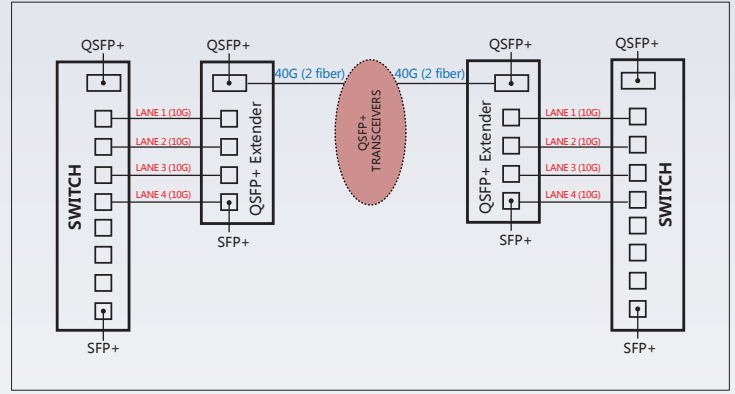 QSFP+
QSFP+
QSFP+
QSFP+
40G (2 fiber)
40G (2 fiber)
LANE 1 (10G)
LANE 2 (10G)
LANE 3 (10G)
LANE 4 (10G)
SWITCH
QSFP+ Extender
QSFP+
TRANSCEIVERS
QSFP+ Extender
LANE 1 (10G)
LANE 2 (10G)
LANE 3 (10G)
LANE 4 (10G)
SWITCH
SFP+
SFP+
SFP+
SFP+